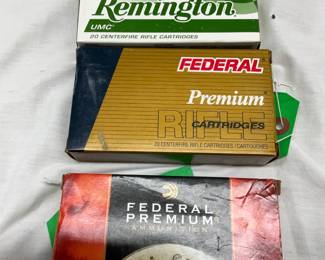 Remington
UMC
20 CENTERFIRE RIFLE CARTRIDGES
FEDERAL
Premium
RIFLE
CARTRIDGES
20 CENTERFIRE RIFLE CARTRIDGES/CARTOUCHES
FEDERAL
PREMIUM
AMMUNITION